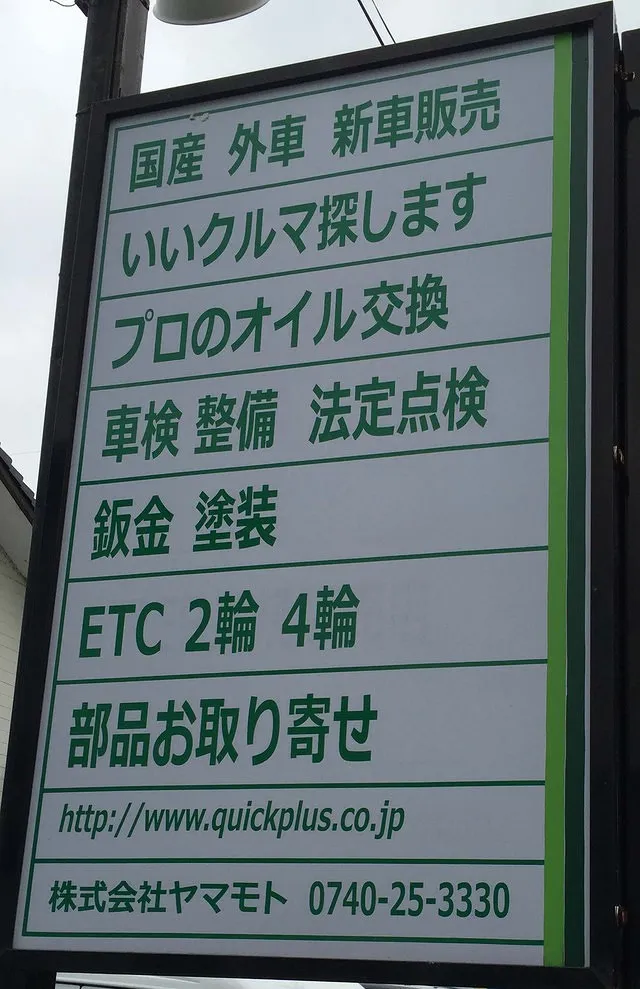 国産 外車 新車販売
いいクルマ探します
プロのオイル交換
車検 整備 法定点検
鈑金 塗装
ETC 2輪 4輪
部品お取り寄せ
http://www.quickplus.co.jp
株式会社ヤマモト 0740-25-3330